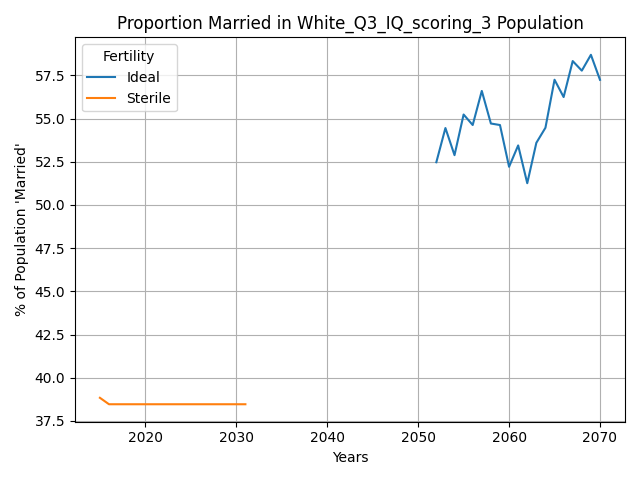 Proportion Married in White_Q3_IQ_scoring_3 Population
Fertility
Ideal
Sterile
57.5
55.0
52.5
50.0
47.5
45.0
42.5
40.0
37.5
% of Population 'Married'
2020 2030 2040 2050 2060 2070
Years